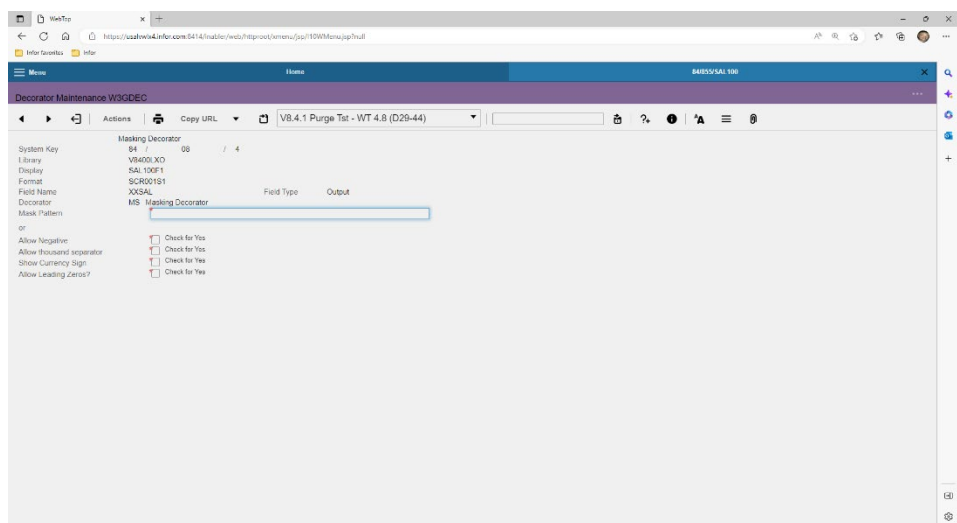 WebTop
https://usalvwlx4.infor.com:8414/inabler/web/httproot/xmenu/jsp/I10WMenu.jsp?null
Infor favorites Infor
Menu Home 84/855/SAL100
Decorator Maintenance W3GDEC
Actions Copy URL V8.4.1 Purge Tst - WT 4.8 (D29-44)
Masking Decorator
System Key 84 / 08 / 4
Library V8400LXO
Display SAL100F1
Format SCR001S1
Field Name XXSAL Field Type Output
Decorator MS Masking Decorator
Mask Pattern
or
Allow Negative Check for Yes
Allow thousand separator Check for Yes
Show Currency Sign Check for Yes
Allow Leading Zeros? Check for Yes